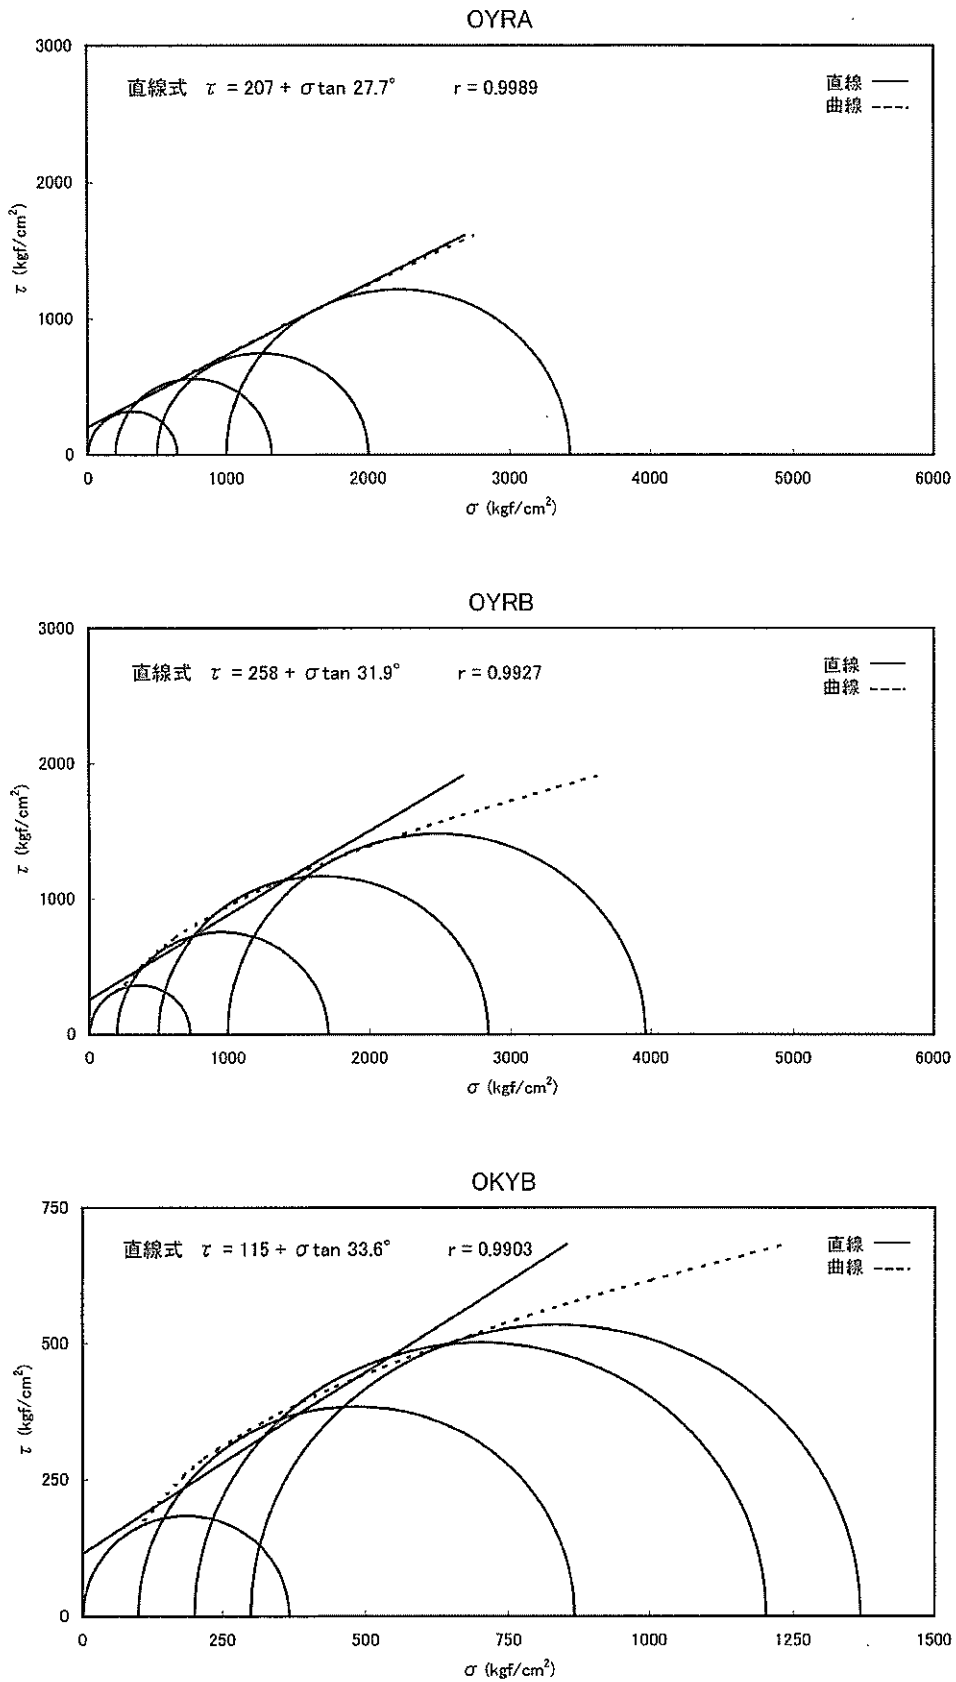 OYRA
3000
直線式 τ = 207 + σ tan 27.7° r = 0.9989
直線
曲線
2000
τ (kgf/cm²)
1000
0
0 1000 2000 3000 4000 5000 6000
σ (kgf/cm²)
OYRB
3000
直線式 τ = 258 + σ tan 31.9° r = 0.9927
直線
曲線
2000
τ (kgf/cm²)
1000
0
0 1000 2000 3000 4000 5000 6000
σ (kgf/cm²)
OKYB
750
直線式 τ = 115 + σ tan 33.6° r = 0.9903
直線
曲線
500
τ (kgf/cm²)
250
0
0 250 500 750 1000 1250 1500
σ (kgf/cm²)